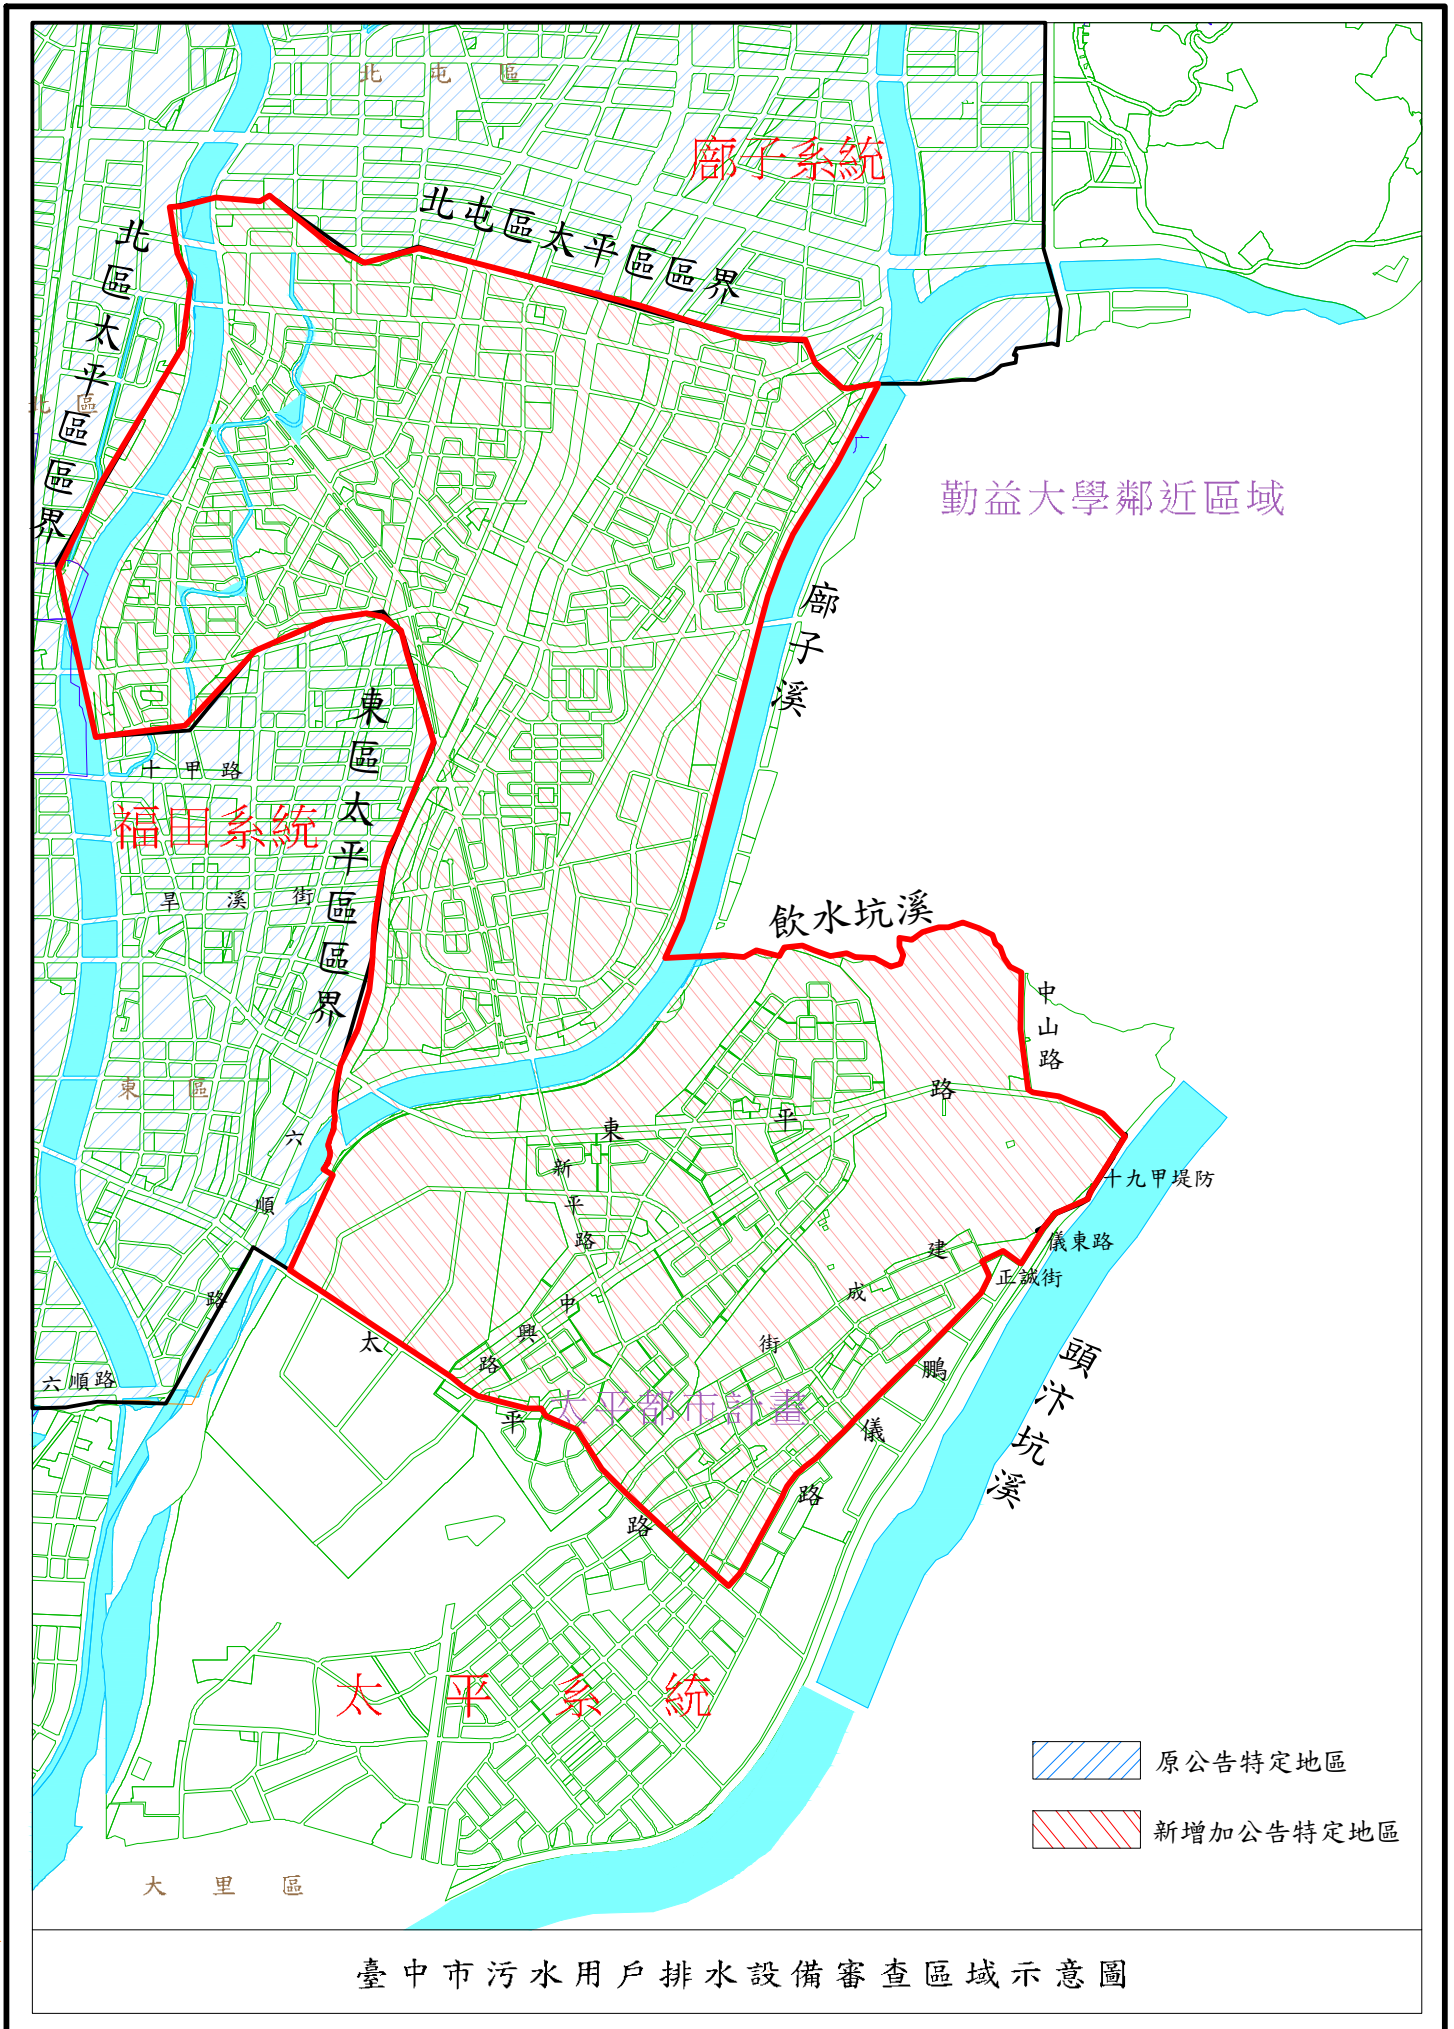 北屯區
廍子系統
北屯區太平區區界
北區太平區區界
北區
勤益大學鄰近區域
廍子溪
東區太平區區界
十甲路
福田系統
旱溪街
飲水坑溪
中山路
東區
東平路
六順路
新平路
十九甲堤防
儀東路
正誠街
建成街
中興路
太平路
六順路
太平都市計畫
鵬儀路
頭汴坑溪
太平系統
原公告特定地區
新增加公告特定地區
大里區
臺中市污水用戶排水設備審查區域示意圖